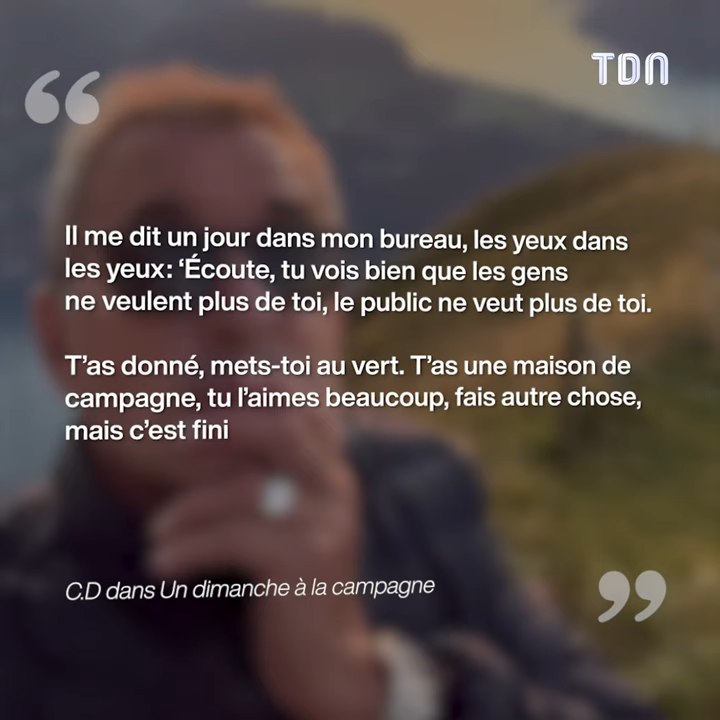 TDN
“
Il me dit un jour dans mon bureau, les yeux dans
les yeux: ‘Écoute, tu vois bien que les gens
ne veulent plus de toi, le public ne veut plus de toi.
T’as donné, mets-toi au vert. T’as une maison de
campagne, tu l’aimes beaucoup, fais autre chose,
mais c’est fini
C.D dans Un dimanche à la campagne
”